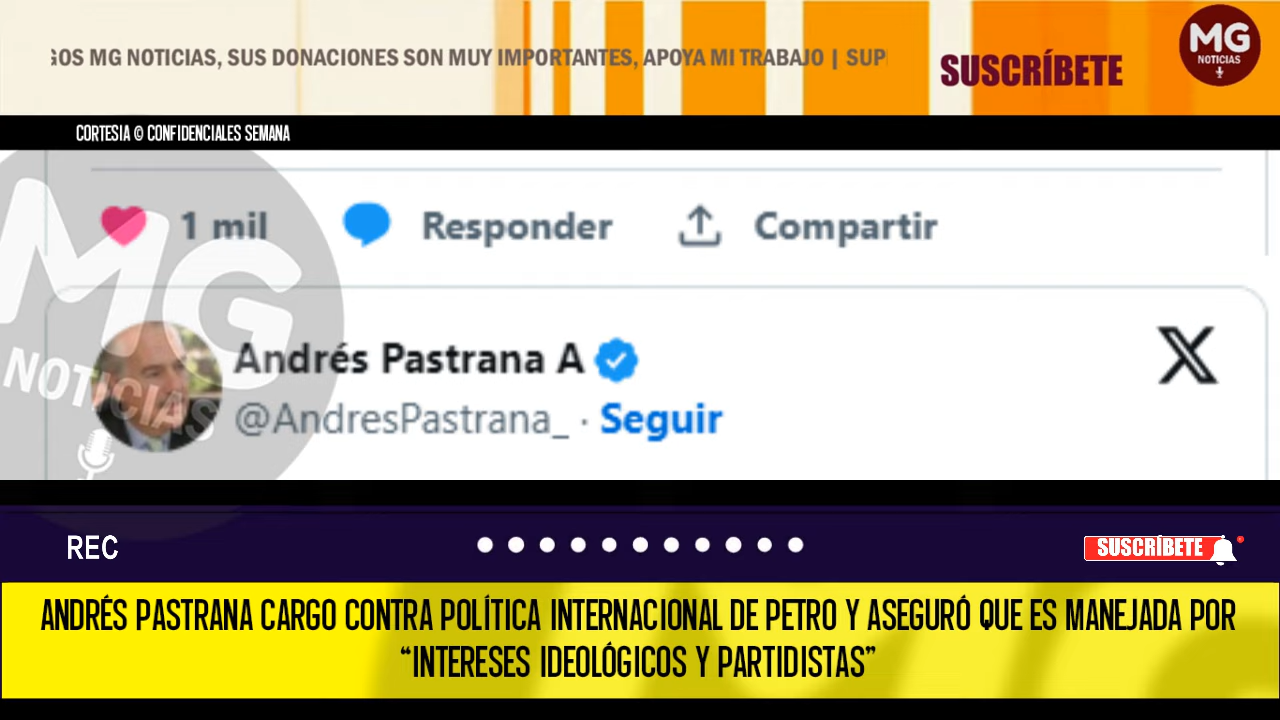 GOS MG NOTICIAS, SUS DONACIONES SON MUY IMPORTANTES, APOYA MI TRABAJO | SUP
SUSCRÍBETE
MG
NOTICIAS
CORTESIA © CONFIDENCIALES SEMANA
1 mil
Responder
Compartir
MG
NOTICIAS
Andrés Pastrana A
@AndresPastrana_ · Seguir
REC
SUSCRÍBETE
ANDRÉS PASTRANA CARGO CONTRA POLÍTICA INTERNACIONAL DE PETRO Y ASEGURÓ QUE ES MANEJADA POR
“INTERESES IDEOLÓGICOS Y PARTIDISTAS”